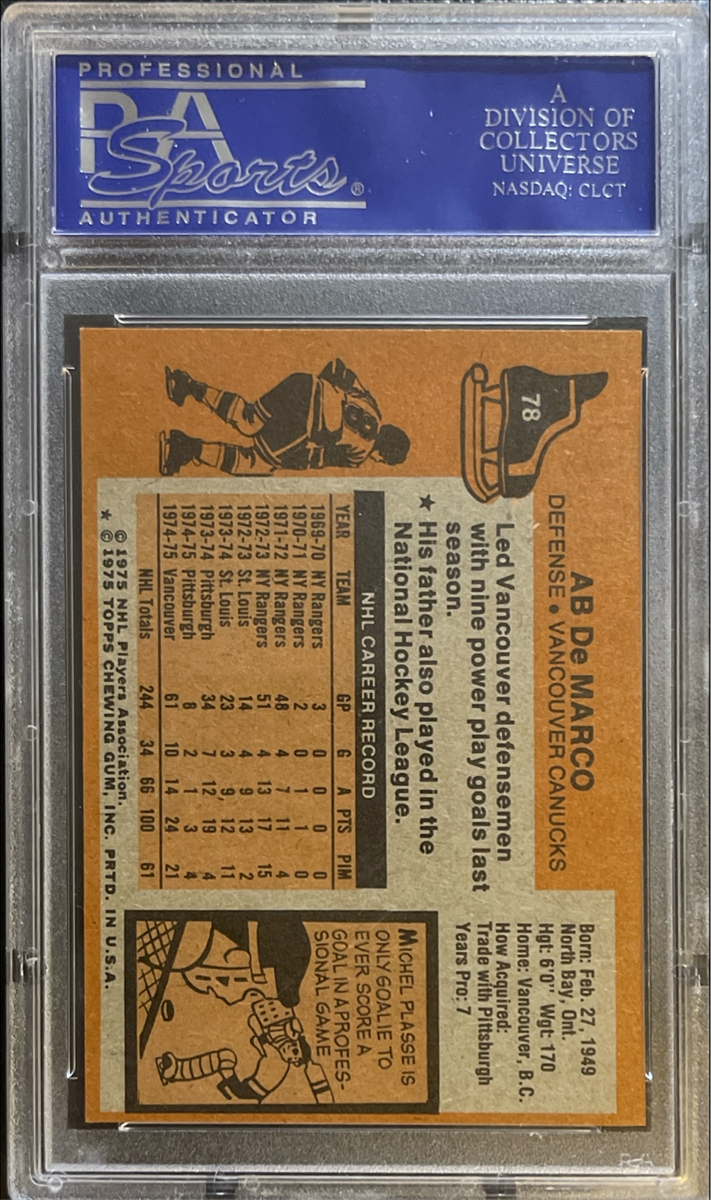 PROFESSIONAL
PSA
Sports®
AUTHENTICATOR
A
DIVISION OF
COLLECTORS
UNIVERSE
NASDAQ: CLCT
78
AB De MARCO
DEFENSE • VANCOUVER CANUCKS
Led Vancouver defensemen
with nine power play goals last
season.
★ His father also played in the
National Hockey League.
NHL CAREER RECORD
YEAR TEAM GP G A PTS PIM
1969-70 NY Rangers 3 0 0 0 0
1970-71 NY Rangers 2 0 1 1 0
1971-72 NY Rangers 48 4 7 11 4
1972-73 NY Rangers 51 4 13 17 15
1972-73 St. Louis 14 4 9 13 2
1973-74 St. Louis 23 3 9, 12 11
1973-74 Pittsburgh 34 7 12 19 4
1974-75 Pittsburgh 8 2 1 3 4
1974-75 Vancouver 61 10 14 24 21
NHL Totals 244 34 66 100 61
©1975 NHL Players Association.
★ ©1975 TOPPS CHEWING GUM, INC. PRTD. IN U.S.A.
Born: Feb. 27, 1949
North Bay, Ont.
Hgt: 6'0" Wgt: 170
Home: Vancouver, B.C.
How Acquired:
Trade with Pittsburgh
Years Pro: 7
MICHEL PLASSE IS
ONLY GOALIE TO
EVER SCORE A
GOAL IN A PROFES-
SIONAL GAME
PSA